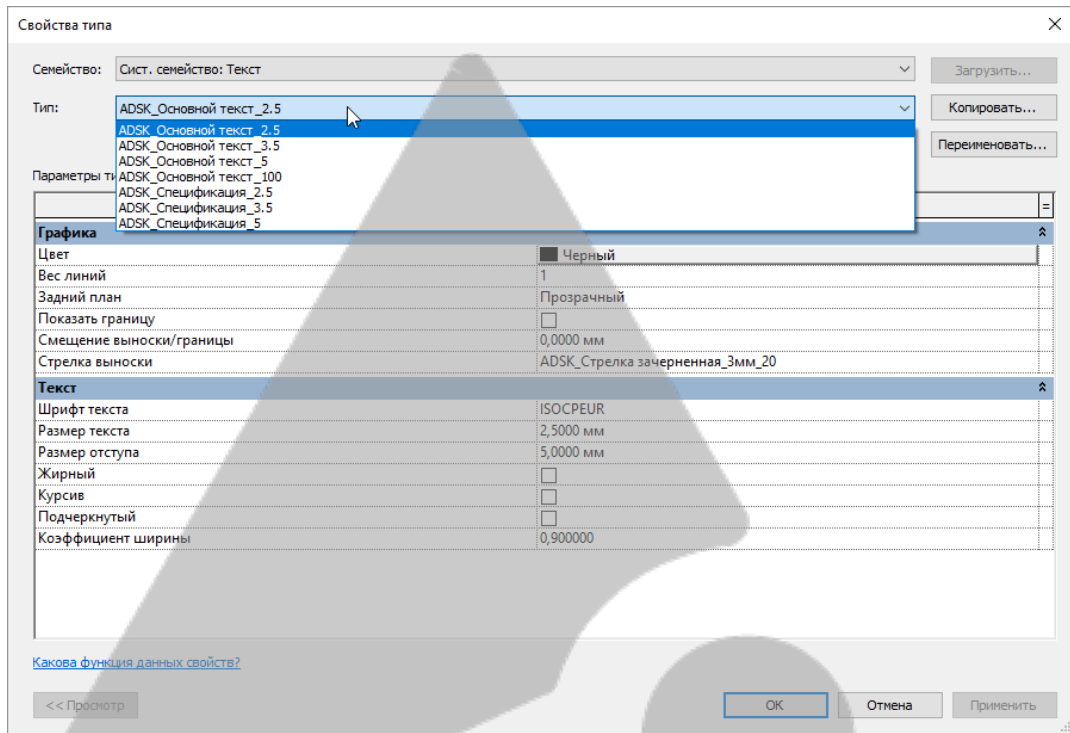 Свойства типа
Семейство: Сист. семейство: Текст Загрузить...
Тип: ADSK_Основной текст_2.5 Копировать...
ADSK_Основной текст_2.5
ADSK_Основной текст_3.5 Переименовать...
ADSK_Основной текст_5
Параметры ти ADSK_Основной текст_100
ADSK_Спецификация_2.5
ADSK_Спецификация_3.5 =
ADSK_Спецификация_5
Графика
Цвет Черный
Вес линий 1
Задний план Прозрачный
Показать границу
Смещение выноски/границы 0,0000 мм
Стрелка выноски ADSK_Стрелка зачерненная_3мм_20
Текст
Шрифт текста ISOCPEUR
Размер текста 2,5000 мм
Размер отступа 5,0000 мм
Жирный
Курсив
Подчеркнутый
Коэффициент ширины 0,900000
Какова функция данных свойств?
<< Просмотр OK Отмена Применить